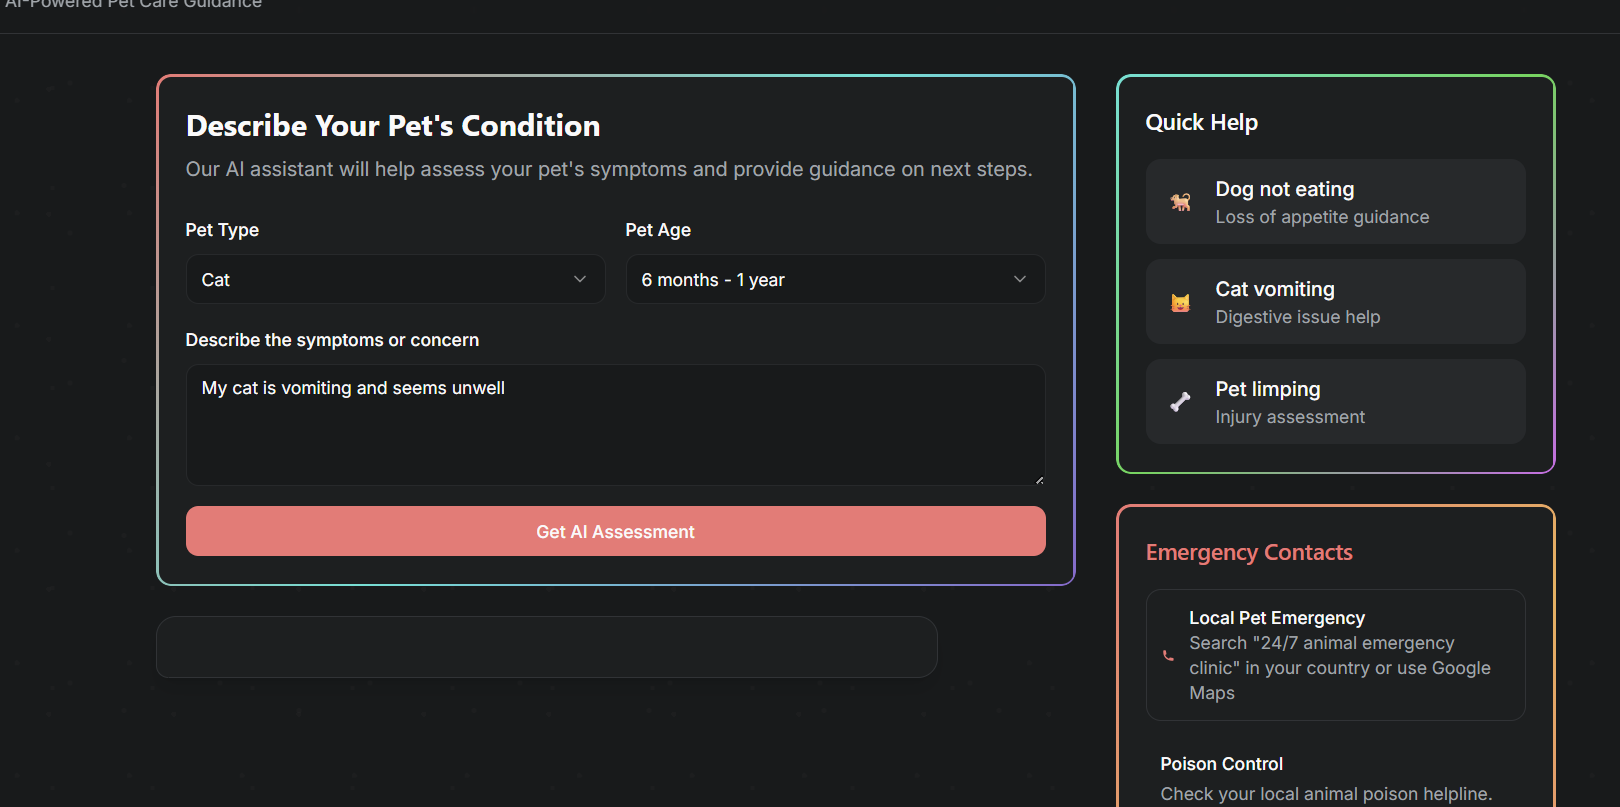 AI-Powered Pet Care Guidance
Describe Your Pet's Condition
Our AI assistant will help assess your pet's symptoms and provide guidance on next steps.
Pet Type
Pet Age
Cat
6 months - 1 year
Describe the symptoms or concern
My cat is vomiting and seems unwell
Get AI Assessment
Quick Help
Dog not eating
Loss of appetite guidance
Cat vomiting
Digestive issue help
Pet limping
Injury assessment
Emergency Contacts
Local Pet Emergency
Search "24/7 animal emergency
clinic" in your country or use Google
Maps
Poison Control
Check your local animal poison helpline.